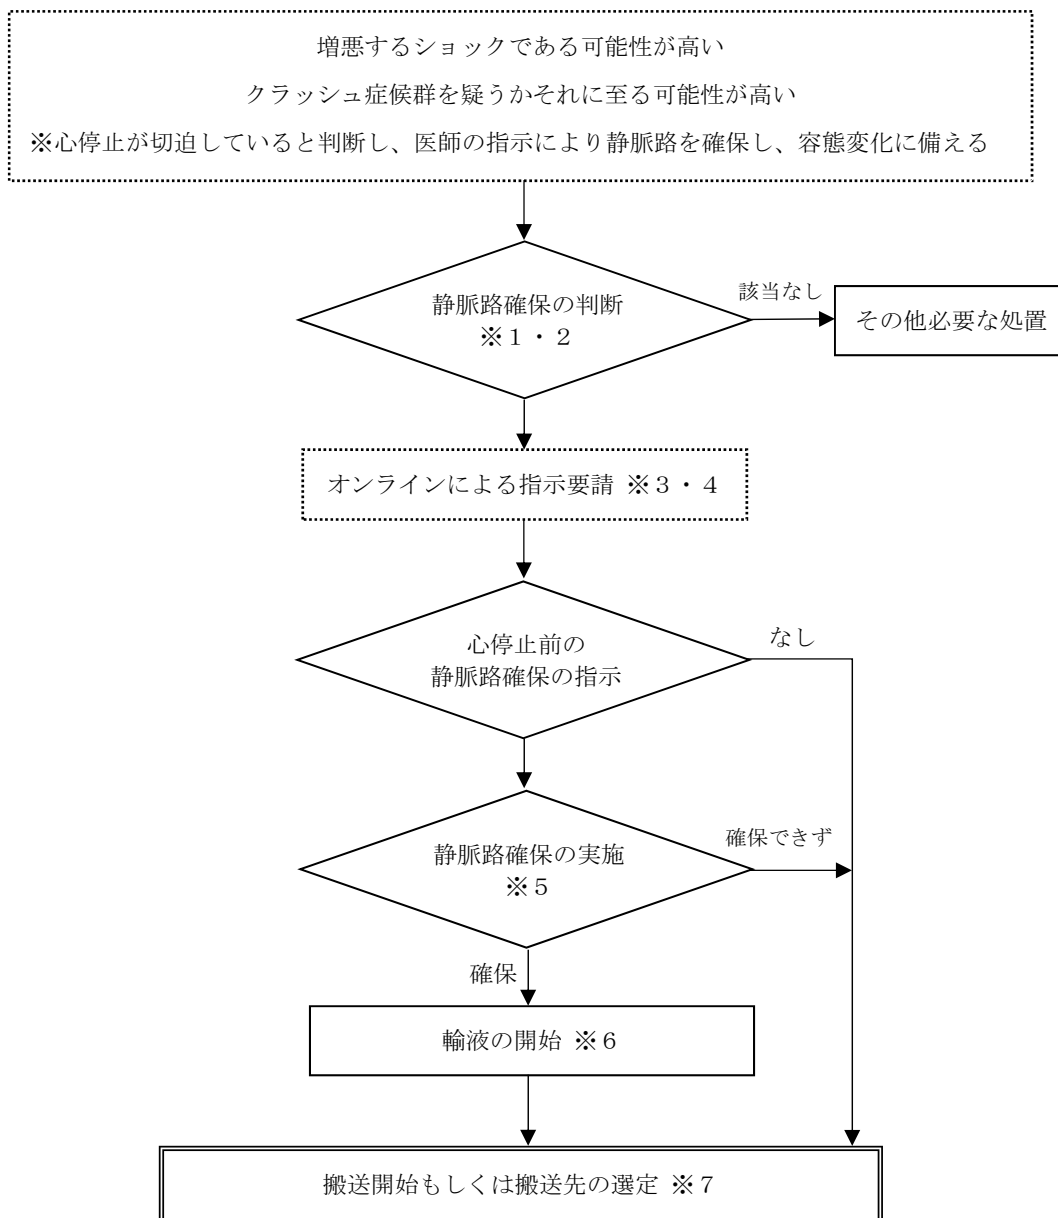 増悪するショックである可能性が高い
クラッシュ症候群を疑うかそれに至る可能性が高い
※心停止が切迫していると判断し、医師の指示により静脈路を確保し、容態変化に備える
静脈路確保の判断
※１・２
該当なし
その他必要な処置
オンラインによる指示要請 ※３・４
心停止前の
静脈路確保の指示
なし
静脈路確保の実施
※５
確保できず
確保
輸液の開始 ※６
搬送開始もしくは搬送先の選定 ※７